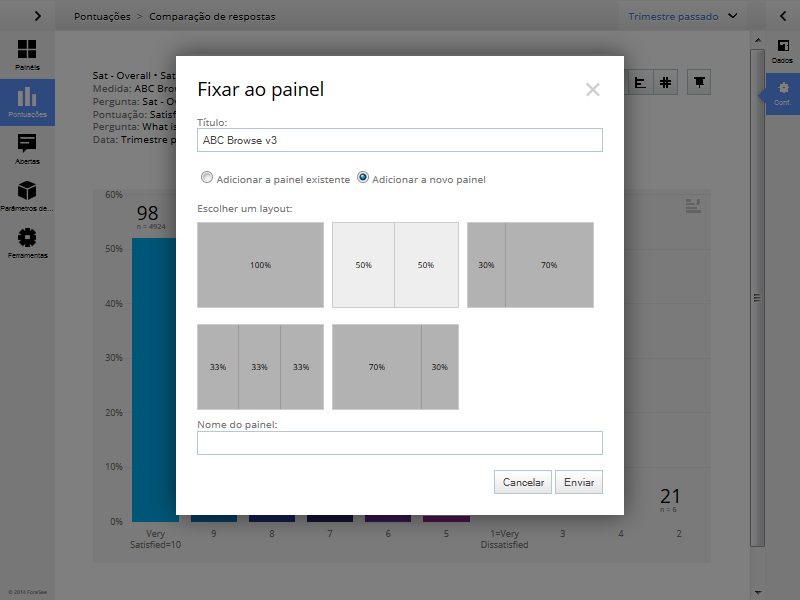 Pontuações > Comparação de respostas
Trimestre passado
Painéis
Pontuações
Abertas
Parâmetros de...
Ferramentas
© 2014 ForeSee
Dados
Conf.
Sat - Overall • Sat
Medida: ABC Brow
Pergunta: Sat - O
Pontuação: Satisf
Pergunta: What is
Data: Trimestre p
Fixar ao painel
Título:
ABC Browse v3
Adicionar a painel existente
Adicionar a novo painel
Escolher um layout:
100%
50% 50%
30% 70%
33% 33% 33%
70% 30%
Nome do painel:
Cancelar Enviar
60%
50%
40%
30%
20%
10%
0%
98
n = 4924
21
n = 6
Very Satisfied=10
9
8
7
6
5
1=Very Dissatisfied
3
4
2